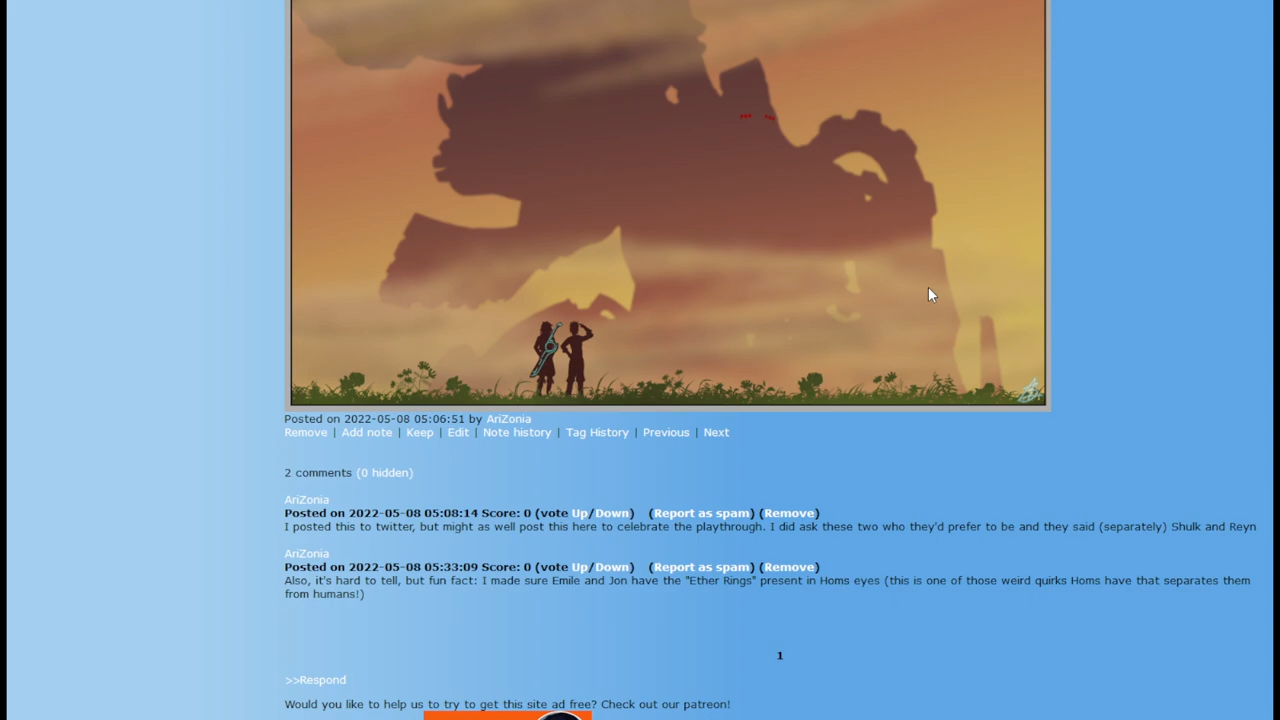 Posted on 2022-05-08 05:06:51 by AriZonia
Remove | Add note | Keep | Edit | Note history | Tag History | Previous | Next
2 comments (0 hidden)
AriZonia
Posted on 2022-05-08 05:08:14 Score: 0 (vote Up/Down) (Report as spam) (Remove)
I posted this to twitter, but might as well post this here to celebrate the playthrough. I did ask these two who they'd prefer to be and they said (separately) Shulk and Reyn
AriZonia
Posted on 2022-05-08 05:33:09 Score: 0 (vote Up/Down) (Report as spam) (Remove)
Also, it's hard to tell, but fun fact: I made sure Emile and Jon have the "Ether Rings" present in Homs eyes (this is one of those weird quirks Homs have that separates them
from humans!)
1
>>Respond
Would you like to help us to try to get this site ad free? Check out our patreon!